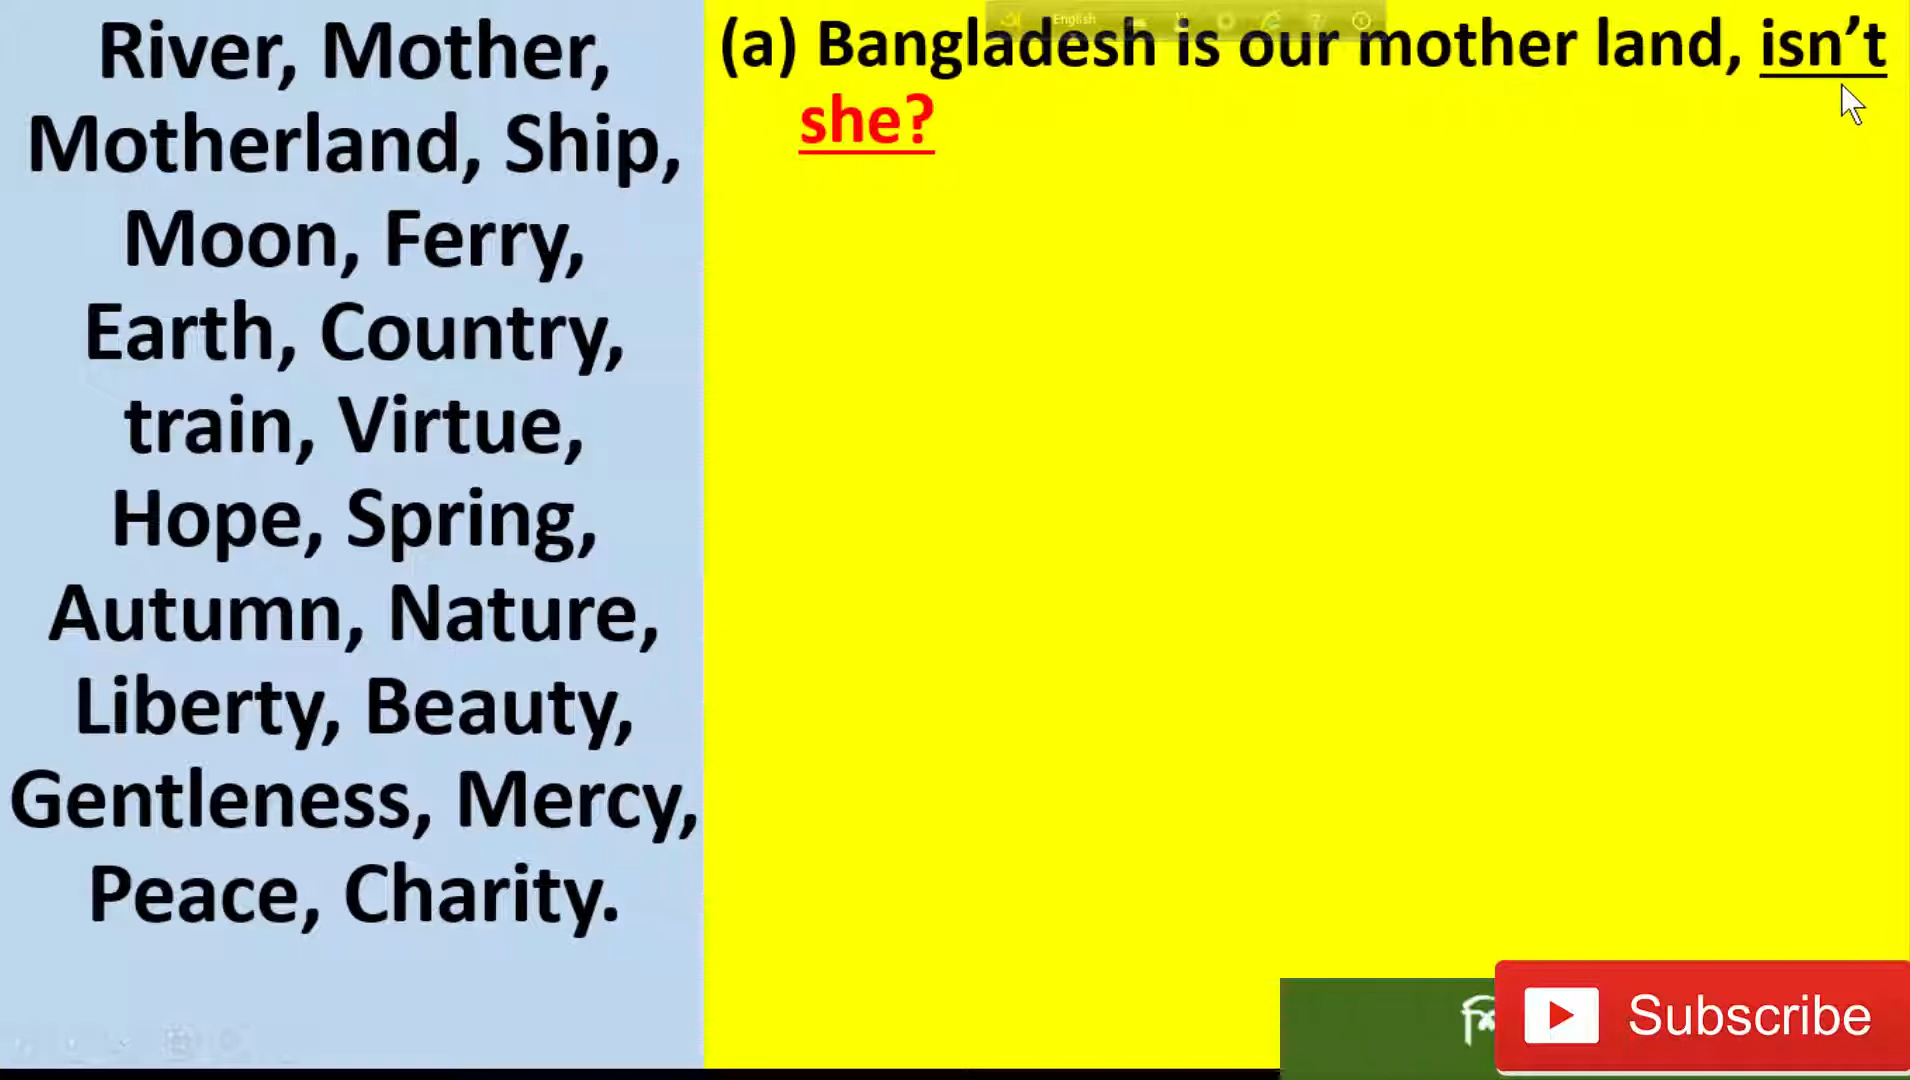 River, Mother,
Motherland, Ship,
Moon, Ferry,
Earth, Country,
train, Virtue,
Hope, Spring,
Autumn, Nature,
Liberty, Beauty,
Gentleness, Mercy,
Peace, Charity.
English
(a) Bangladesh is our mother land, isn’t
she?
Subscribe